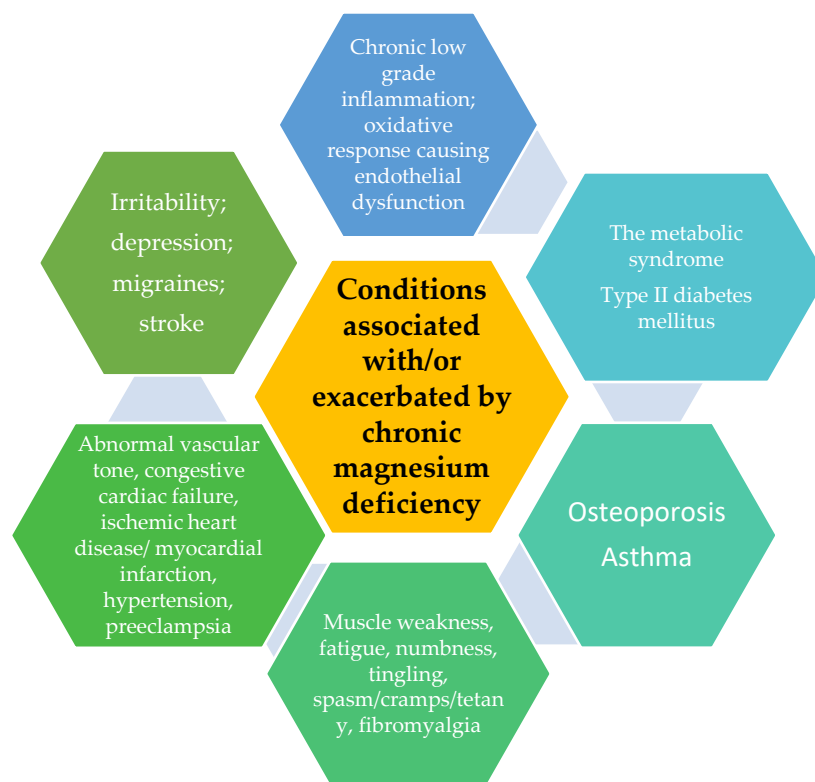 Chronic low
grade
inflammation;
oxidative
response causing
endothelial
dysfunction
The metabolic
syndrome
Type II diabetes
mellitus
Osteoporosis
Asthma
Muscle weakness,
fatigue, numbness,
tingling,
spasm/cramps/tetan
y, fibromyalgia
Abnormal vascular
tone, congestive
cardiac failure,
ischemic heart
disease/ myocardial
infarction,
hypertension,
preeclampsia
Irritability;
depression;
migraines;
stroke
Conditions
associated
with/or
exacerbated by
chronic
magnesium
deficiency